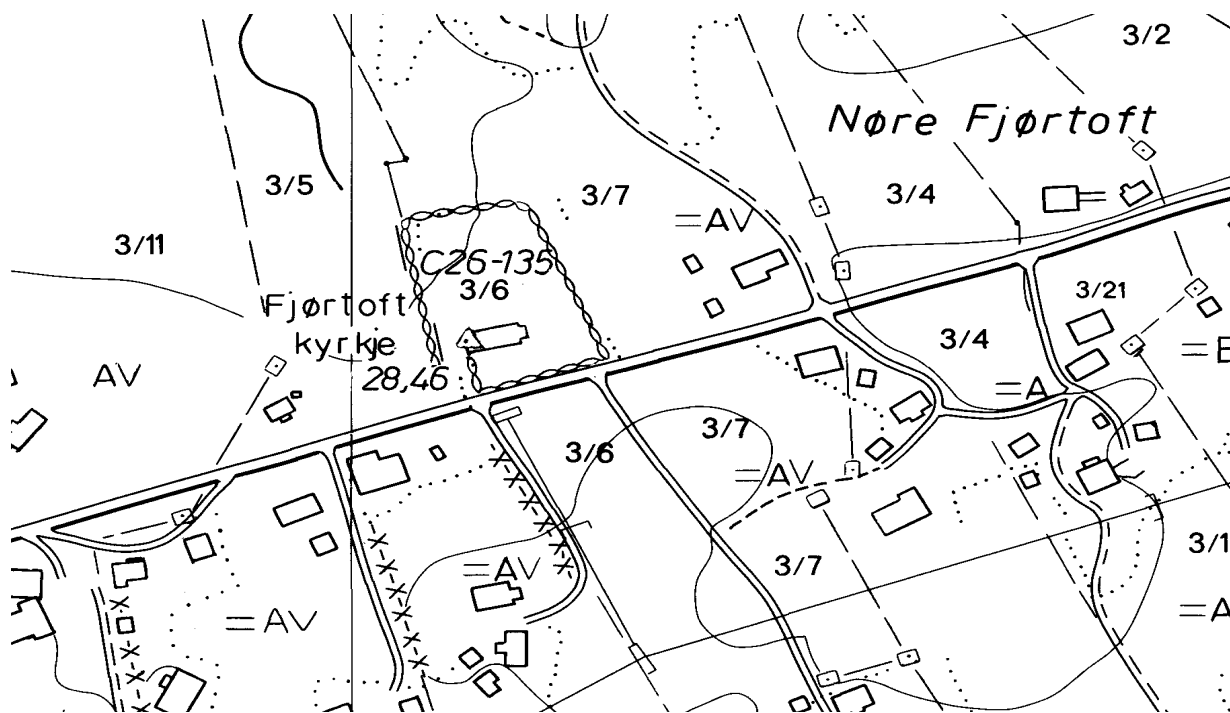 3/2
Nøre Fjørtoft
3/5
3/7
3/4
=AV
3/11
C26-135
3/6
3/21
Fjørtoft
kyrkje
3/4
28,46
AV
=A
3/7
3/6
=AV
=AV
3/7
=AV